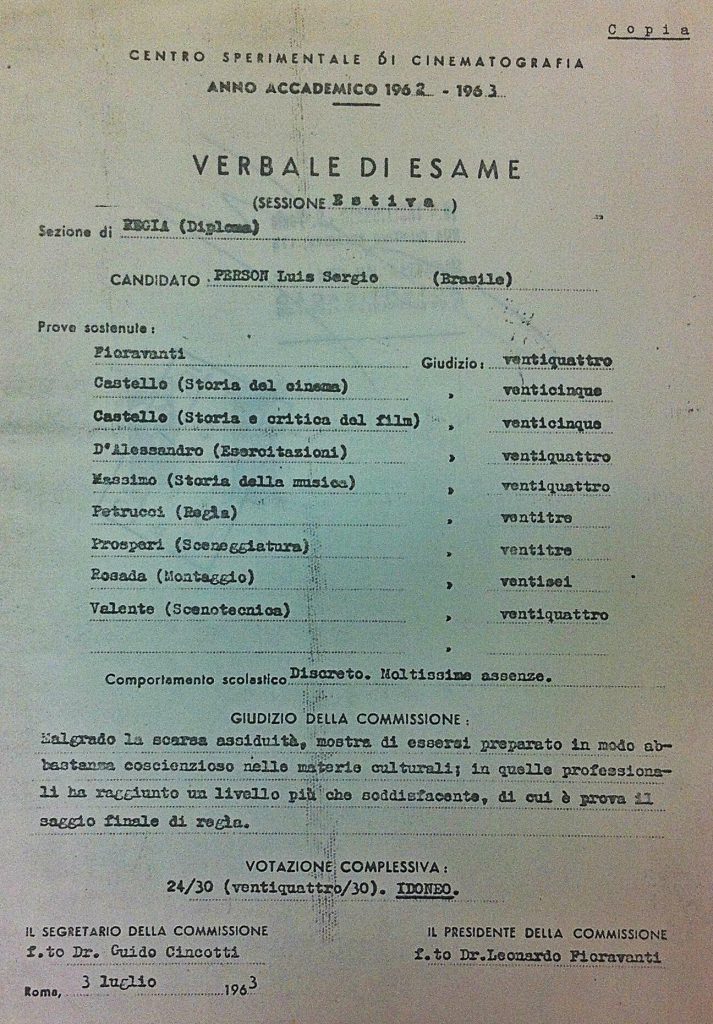 Copia
CENTRO SPERIMENTALE DI CINEMATOGRAFIA
ANNO ACCADEMICO 1962 - 1963
VERBALE DI ESAME
(SESSIONE Estiva)
Sezione di REGIA (Diploma)
CANDIDATO PERSON Luis Sergio (Brasile)
Prove sostenute:
Fioravanti Giudizio: ventiquattro
Castello (Storia del cinema) " venticinque
Castello (Storia e critica del film) " venticinque
D'Alessandro (Esercitazioni) " ventiquattro
Massimo (Storia della musica) " ventiquattro
Petrucci (Regia) " ventitre
Prosperi (Sceneggiatura) " ventitre
Rosada (Montaggio) " ventisei
Valente (Scenotecnica) " ventiquattro
"
Comportamento scolastico Discreto. Moltissime assenze.
GIUDIZIO DELLA COMMISSIONE:
Malgrado la scarsa assiduità, mostra di essersi preparato in modo ab-
bastanza coscienzioso nelle materie culturali; in quelle professiona-
li ha raggiunto un livello più che soddisfacente, di cui è prova il
saggio finale di regia.
VOTAZIONE COMPLESSIVA:
24/30 (ventiquattro/30). IDONEO.
IL SEGRETARIO DELLA COMMISSIONE IL PRESIDENTE DELLA COMMISSIONE
f.to Dr. Guido Cincotti f.to Dr.Leonardo Fioravanti
Roma, 3 luglio 1963